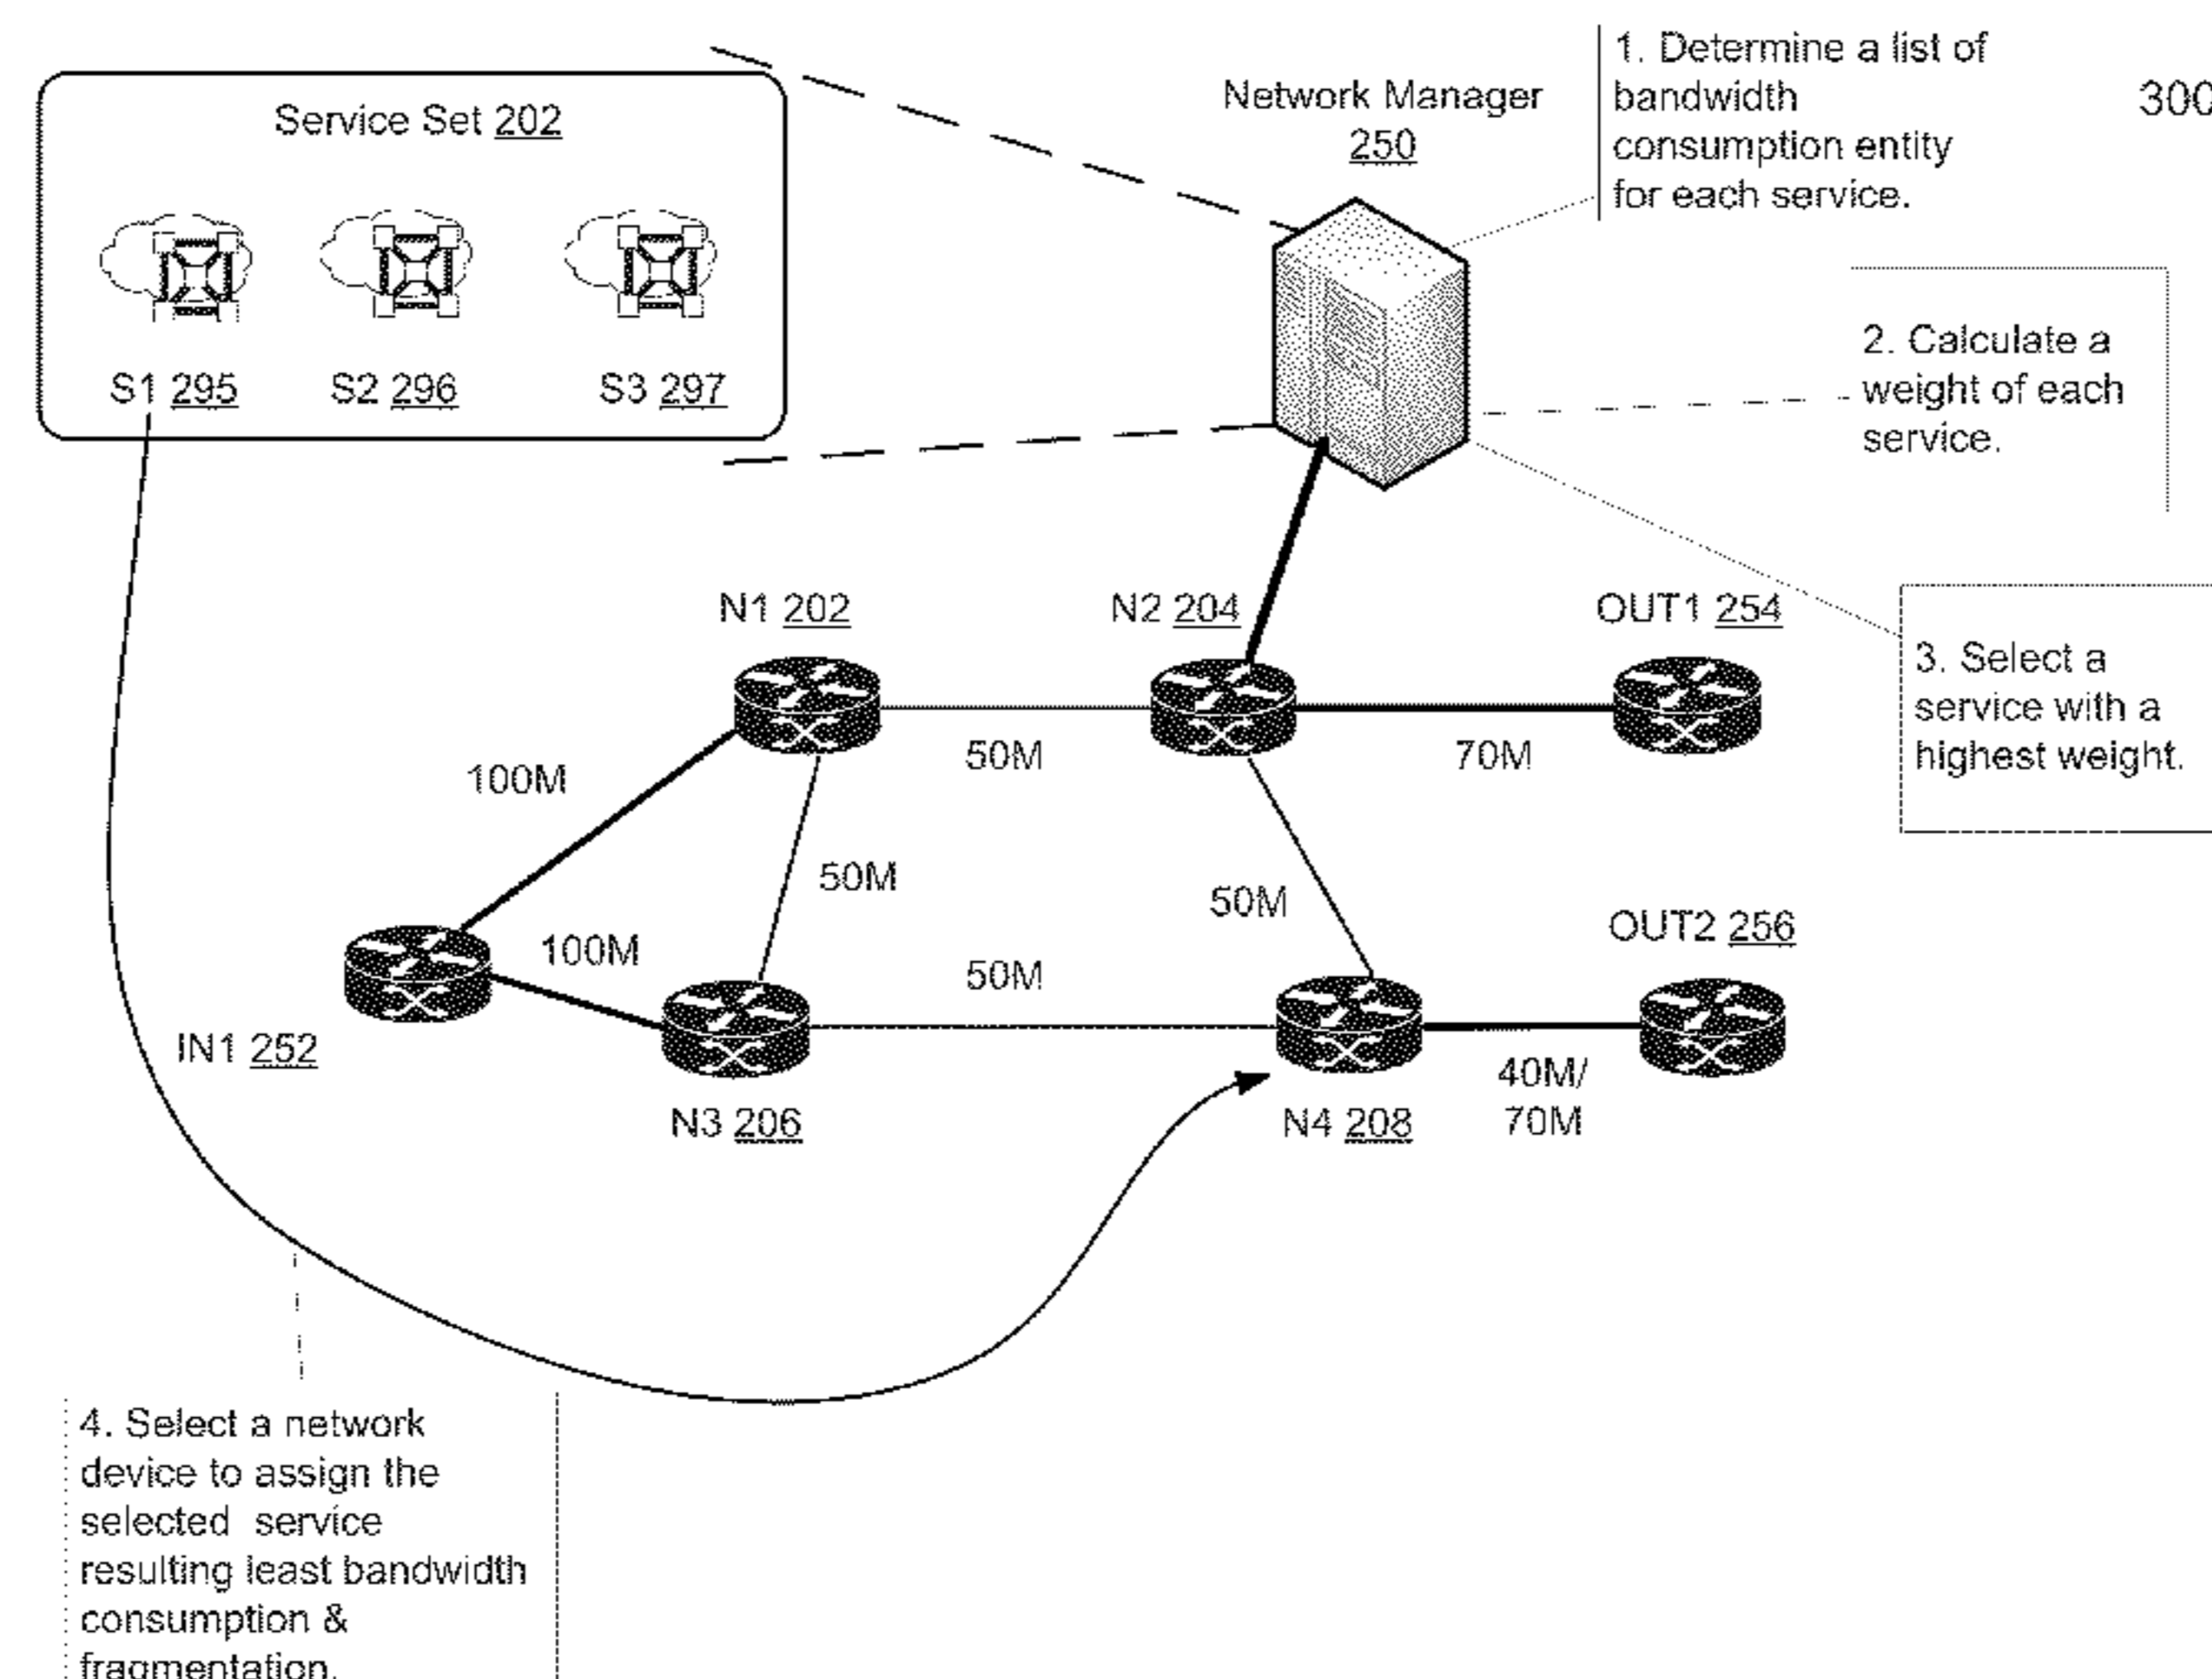 1. Determine a list of
bandwidth
consumption entity
for each service.
300
Network Manager
250
Service Set 202
S1 295
S2 296
S3 297
2. Calculate a
weight of each
service.
3. Select a
service with a
highest weight.
N1 202
N2 204
OUT1 254
100M
50M
70M
50M
50M
100M
50M
OUT2 256
IN1 252
N3 206
N4 208
40M/
70M
4. Select a network
device to assign the
selected service
resulting least bandwidth
consumption &
fragmentation.